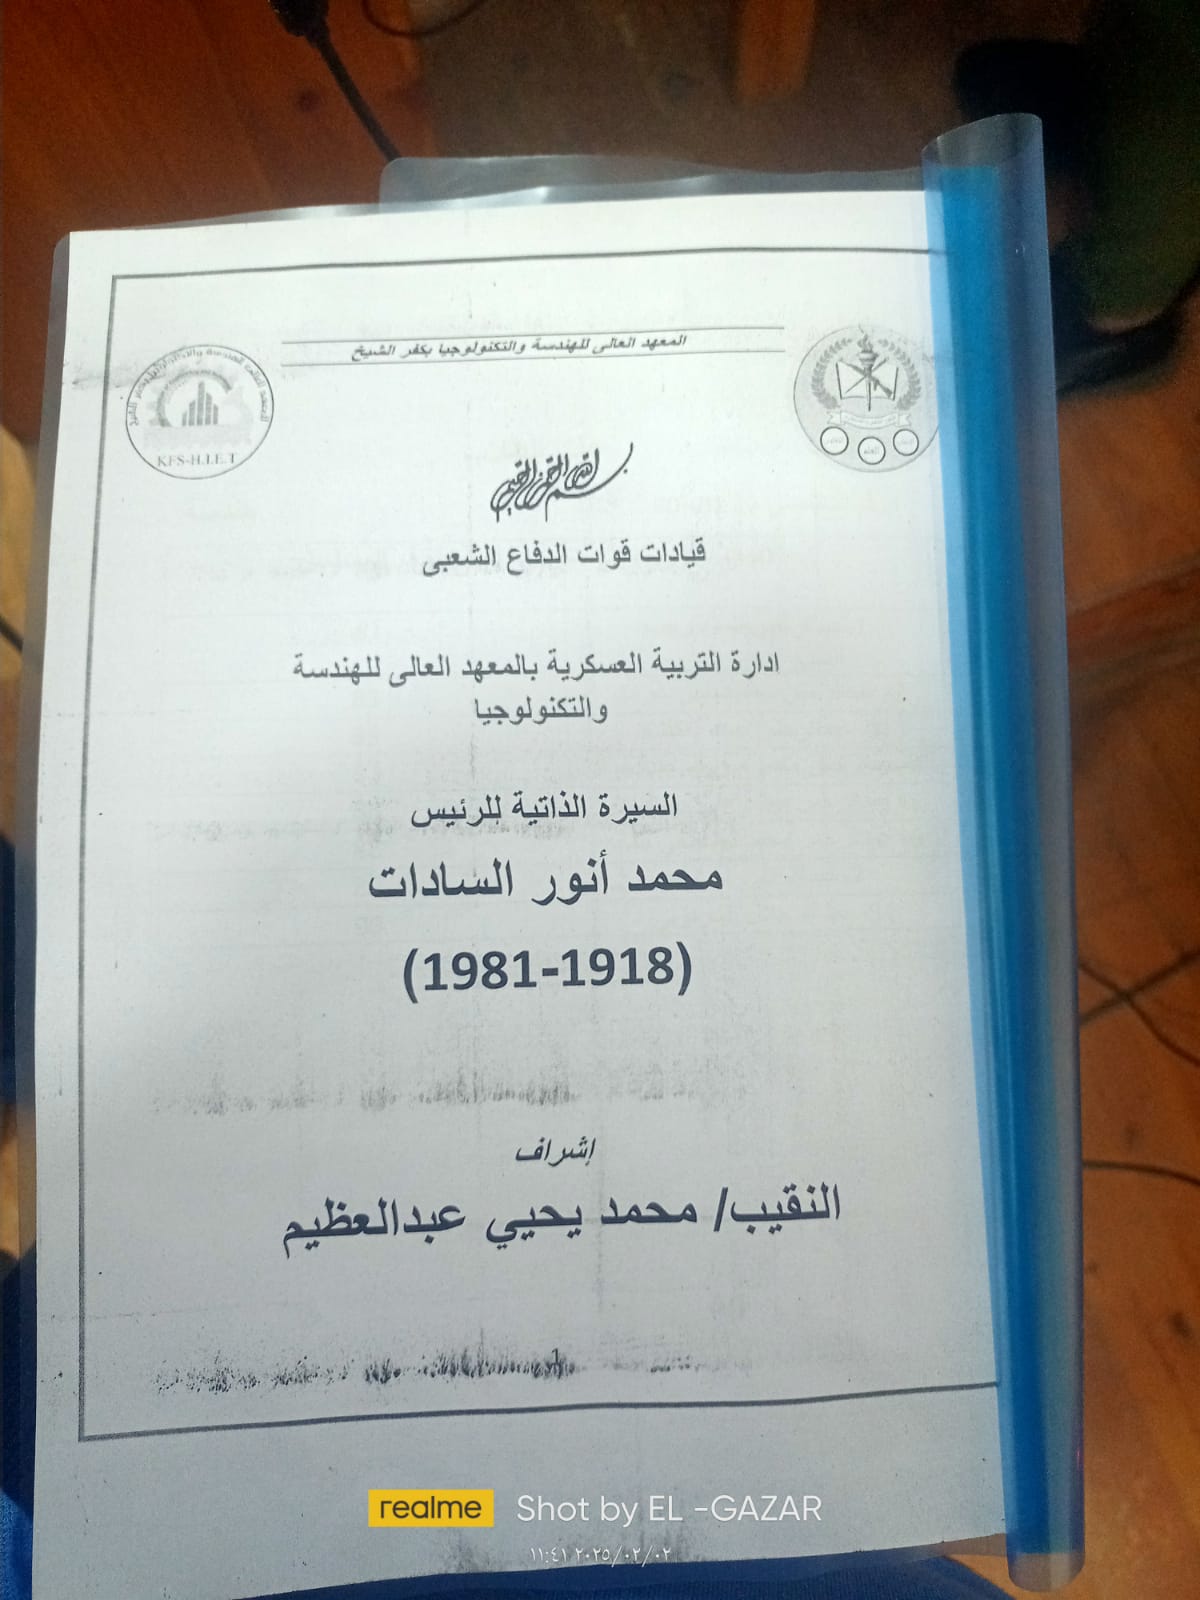 المعهد العالى للهندسة والتكنولوجيا بكفر الشيخ
KFS-H.I.E.T
بسم الله الرحمن الرحيم
قيادات قوات الدفاع الشعبى
ادارة التربية العسكرية بالمعهد العالى للهندسة
والتكنولوجيا
السيرة الذاتية للرئيس
محمد أنور السادات
(1918-1981)
إشراف
النقيب/ محمد يحيي عبدالعظيم
realme Shot by EL -GAZAR
٢٠٢٥/٠٢/٠٢ ١١:٤١